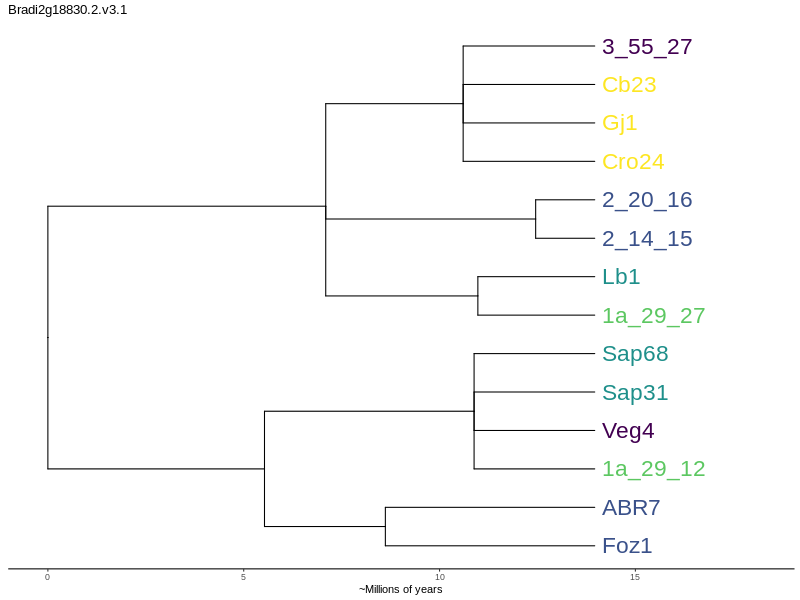 Bradi2g18830.2.v3.1
3_55_27
Cb23
Gj1
Cro24
2_20_16
2_14_15
Lb1
1a_29_27
Sap68
Sap31
Veg4
1a_29_12
ABR7
Foz1
0 5 10 15
~Millions of years